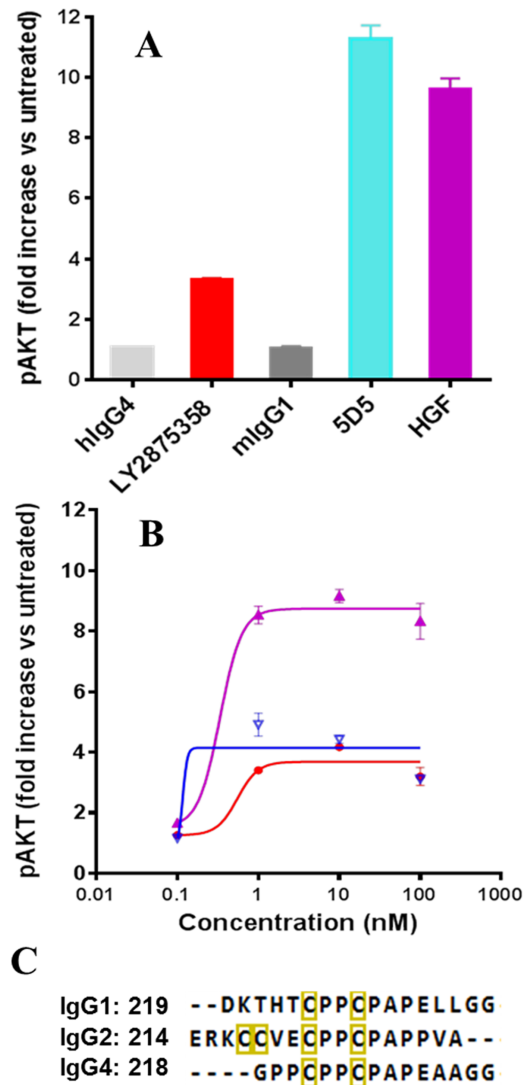 A
12
10
8
6
4
2
0
pAKT (fold increase vs untreated)
hIgG4
LY2875358
mIgG1
5D5
HGF
B
12
10
8
6
4
2
0
pAKT (fold increase vs untreated)
0.01 0.1 1 10 100 1000
Concentration (nM)
C
IgG1: 219 --DKTHTCPPCPAPELLGG
IgG2: 214 ERKCCVECPPCPAPPVA--
IgG4: 218 ----GPPCPPCPAPEAAGG